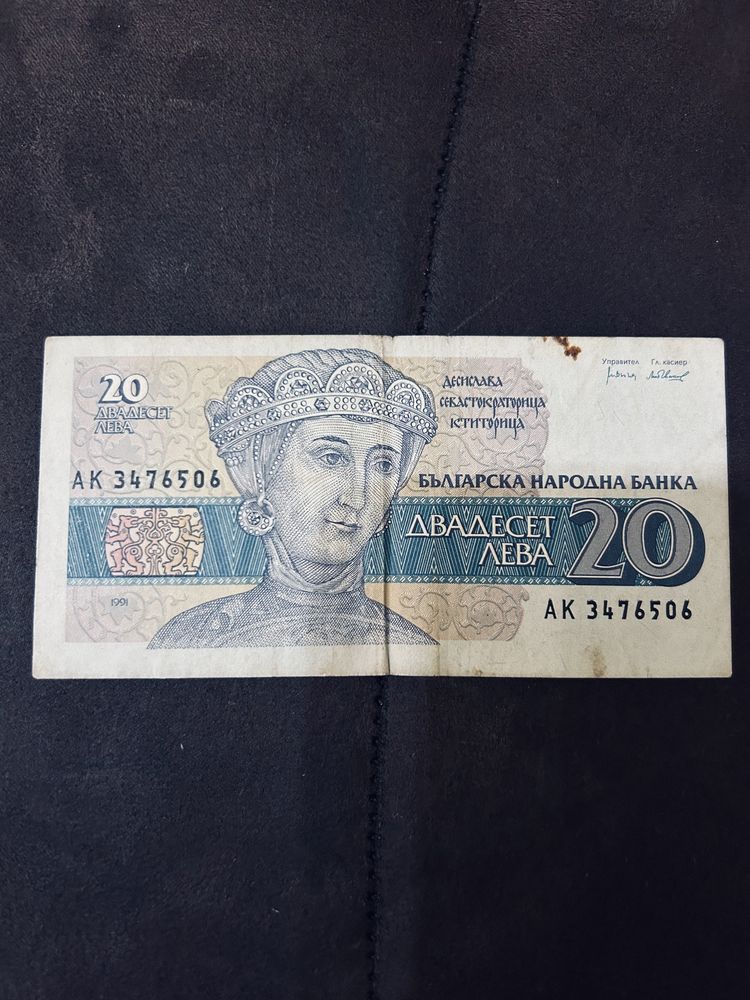 20
ДВАДЕСЕТ
ЛЕВА
АК 3476506
1991
ДЕСИСЛАВА
СЕВАСТОКРАТОРИЦА
КТИТОРИЦА
Управител Гл. касиер
БЪЛГАРСКА НАРОДНА БАНКА
ДВАДЕСЕТ
ЛЕВА
20
АК 3476506